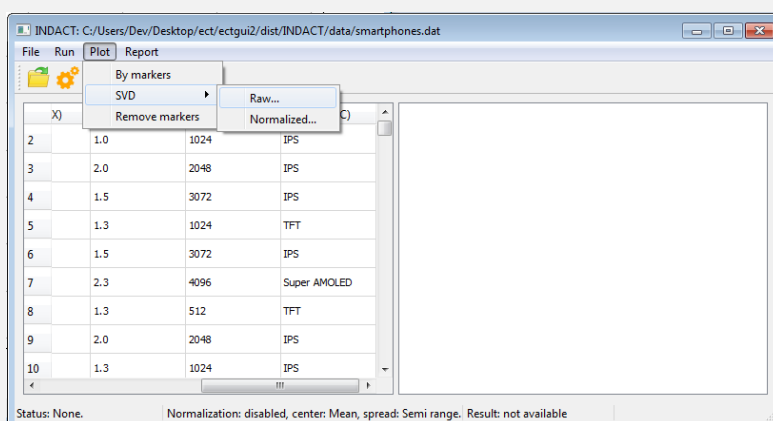 INDACT: C:/Users/Dev/Desktop/ect/ectgui2/dist/INDACT/data/smartphones.dat
File Run Plot Report
By markers
SVD
Remove markers
Raw...
Normalized...
X) C)
2 1.0 1024 IPS
3 2.0 2048 IPS
4 1.5 3072 IPS
5 1.3 1024 TFT
6 1.5 3072 IPS
7 2.3 4096 Super AMOLED
8 1.3 512 TFT
9 2.0 2048 IPS
10 1.3 1024 IPS
Status: None. Normalization: disabled, center: Mean, spread: Semi range. Result: not available